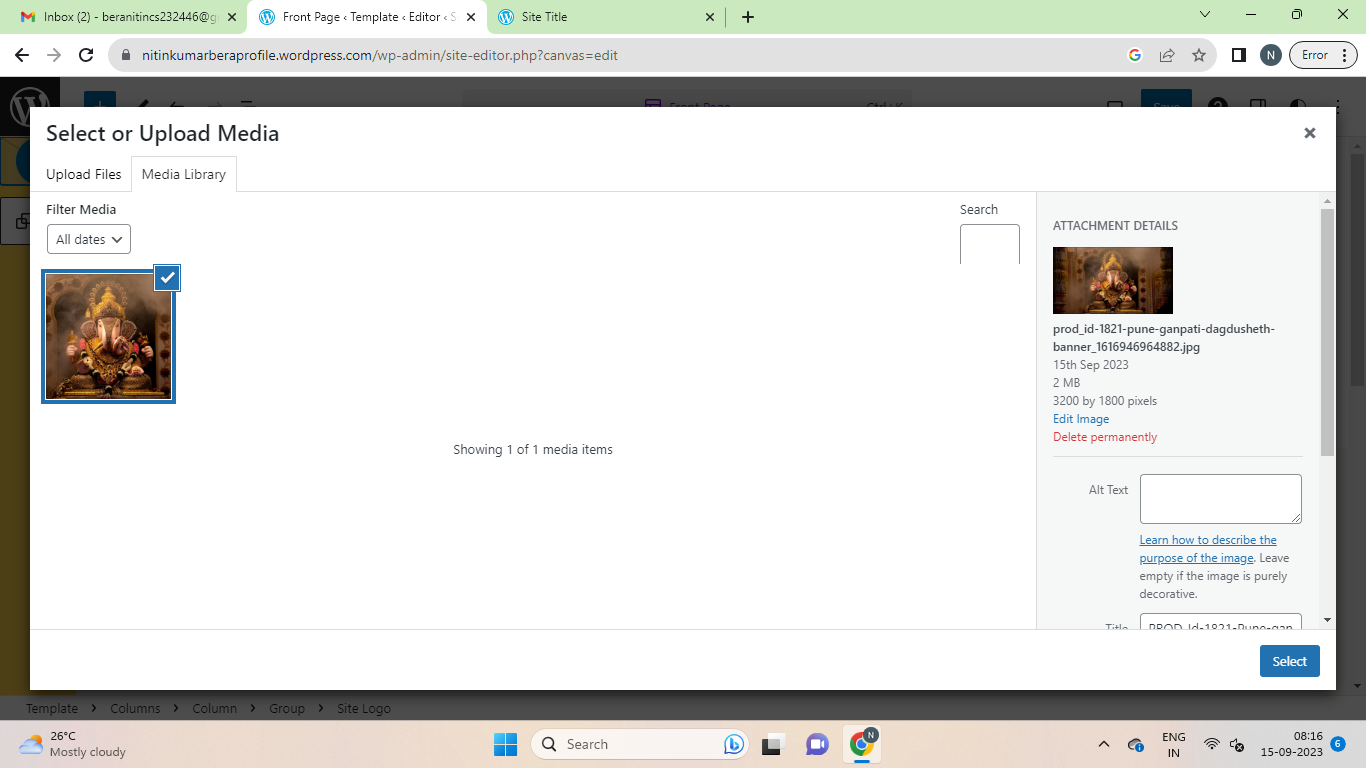 Inbox (2) - beranitincs232446@g
Front Page ‹ Template ‹ Editor ‹ S
Site Title
nitinkumarberaprofile.wordpress.com/wp-admin/site-editor.php?canvas=edit
N
Error
Front Page
Ctrl+K
Save
Select or Upload Media
Upload Files
Media Library
Filter Media
All dates
Search
Showing 1 of 1 media items
ATTACHMENT DETAILS
prod_id-1821-pune-ganpati-dagdusheth-
banner_1616946964882.jpg
15th Sep 2023
2 MB
3200 by 1800 pixels
Edit Image
Delete permanently
Alt Text
Learn how to describe the
purpose of the image. Leave
empty if the image is purely
decorative.
Title
PROD_Id-1821-Pune-gan
Select
Template
Columns
Column
Group
Site Logo
26°C
Mostly cloudy
Search
N
ENG
IN
08:16
15-09-2023
6